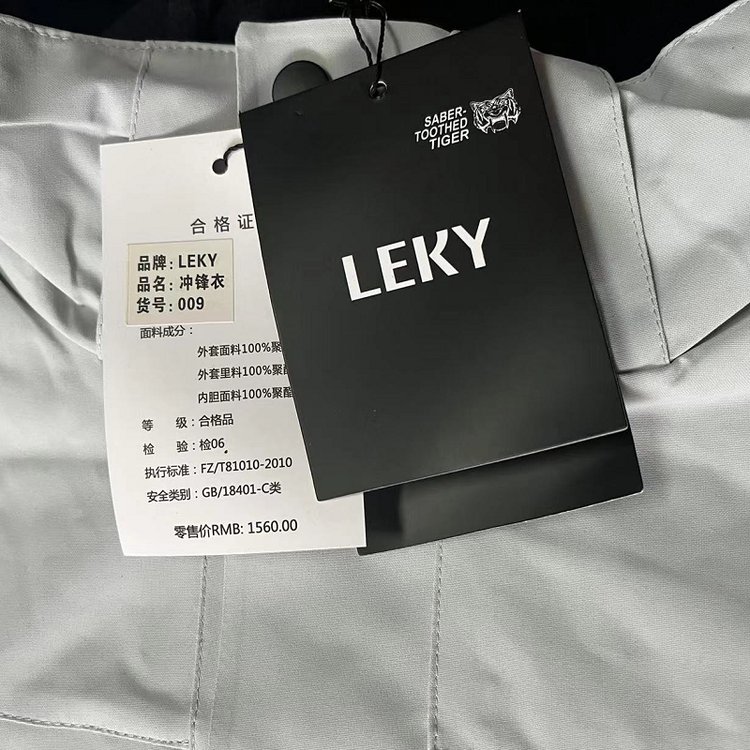 SABER-
TOOTHED
TIGER
LEKY
合格证
品牌: LEKY
品名: 冲锋衣
货号: 009
面料成分:
外套面料100%聚
外套里料100%聚酯
内胆面料100%聚酯
等 级: 合格品
检 验: 检06
执行标准: FZ/T81010-2010
安全类别: GB/18401-C类
零售价RMB: 1560.00